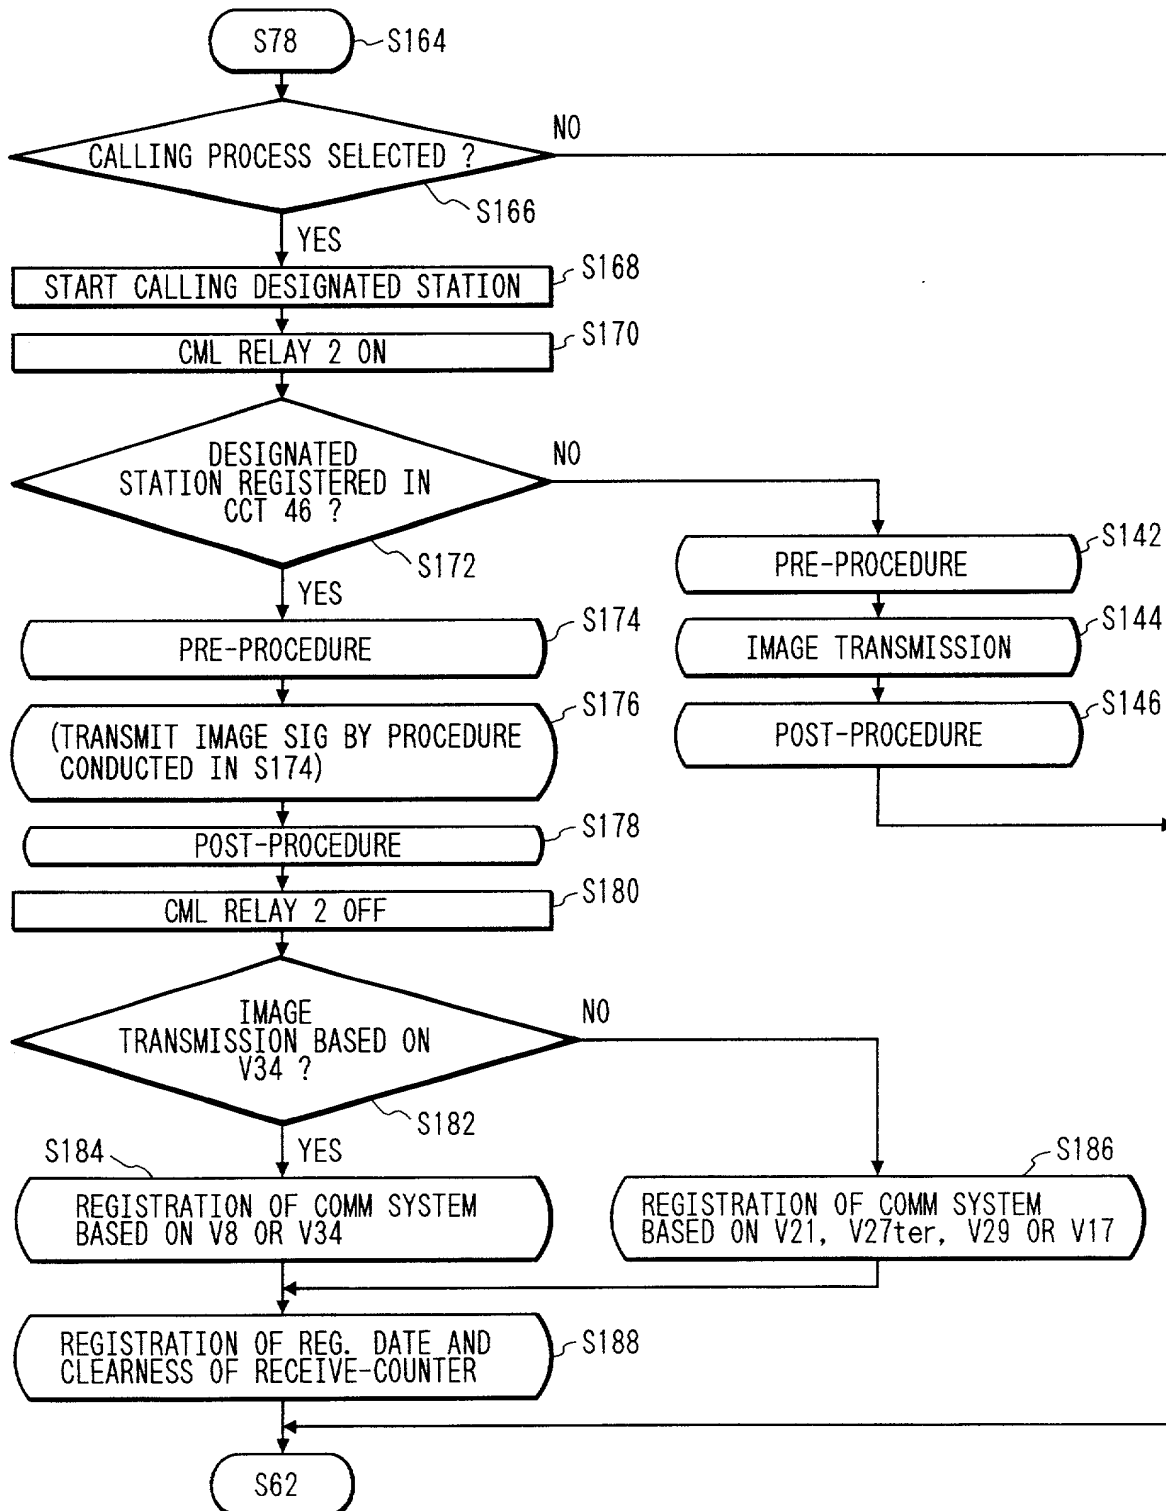 S78
S164
CALLING PROCESS SELECTED ?
NO
S166
YES
START CALLING DESIGNATED STATION
S168
CML RELAY 2 ON
S170
DESIGNATED
STATION REGISTERED IN
CCT 46 ?
NO
S172
YES
PRE-PROCEDURE
S142
IMAGE TRANSMISSION
S144
POST-PROCEDURE
S146
PRE-PROCEDURE
S174
(TRANSMIT IMAGE SIG BY PROCEDURE
CONDUCTED IN S174)
S176
POST-PROCEDURE
S178
CML RELAY 2 OFF
S180
IMAGE
TRANSMISSION BASED ON
V34 ?
NO
S182
YES
S184
REGISTRATION OF COMM SYSTEM
BASED ON V8 OR V34
S186
REGISTRATION OF COMM SYSTEM
BASED ON V21, V27ter, V29 OR V17
REGISTRATION OF REG. DATE AND
CLEARNESS OF RECEIVE-COUNTER
S188
S62